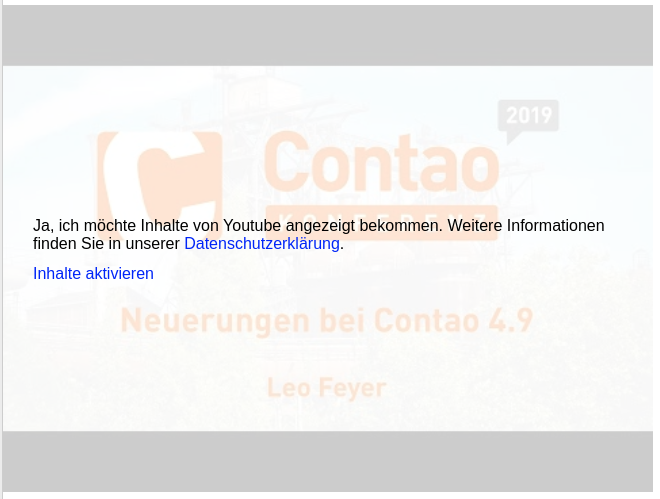 2019
Contao
KONFERENZ
Ja, ich möchte Inhalte von Youtube angezeigt bekommen. Weitere Informationen
finden Sie in unserer Datenschutzerklärung.
Inhalte aktivieren
Neuerungen bei Contao 4.9
Leo Feyer